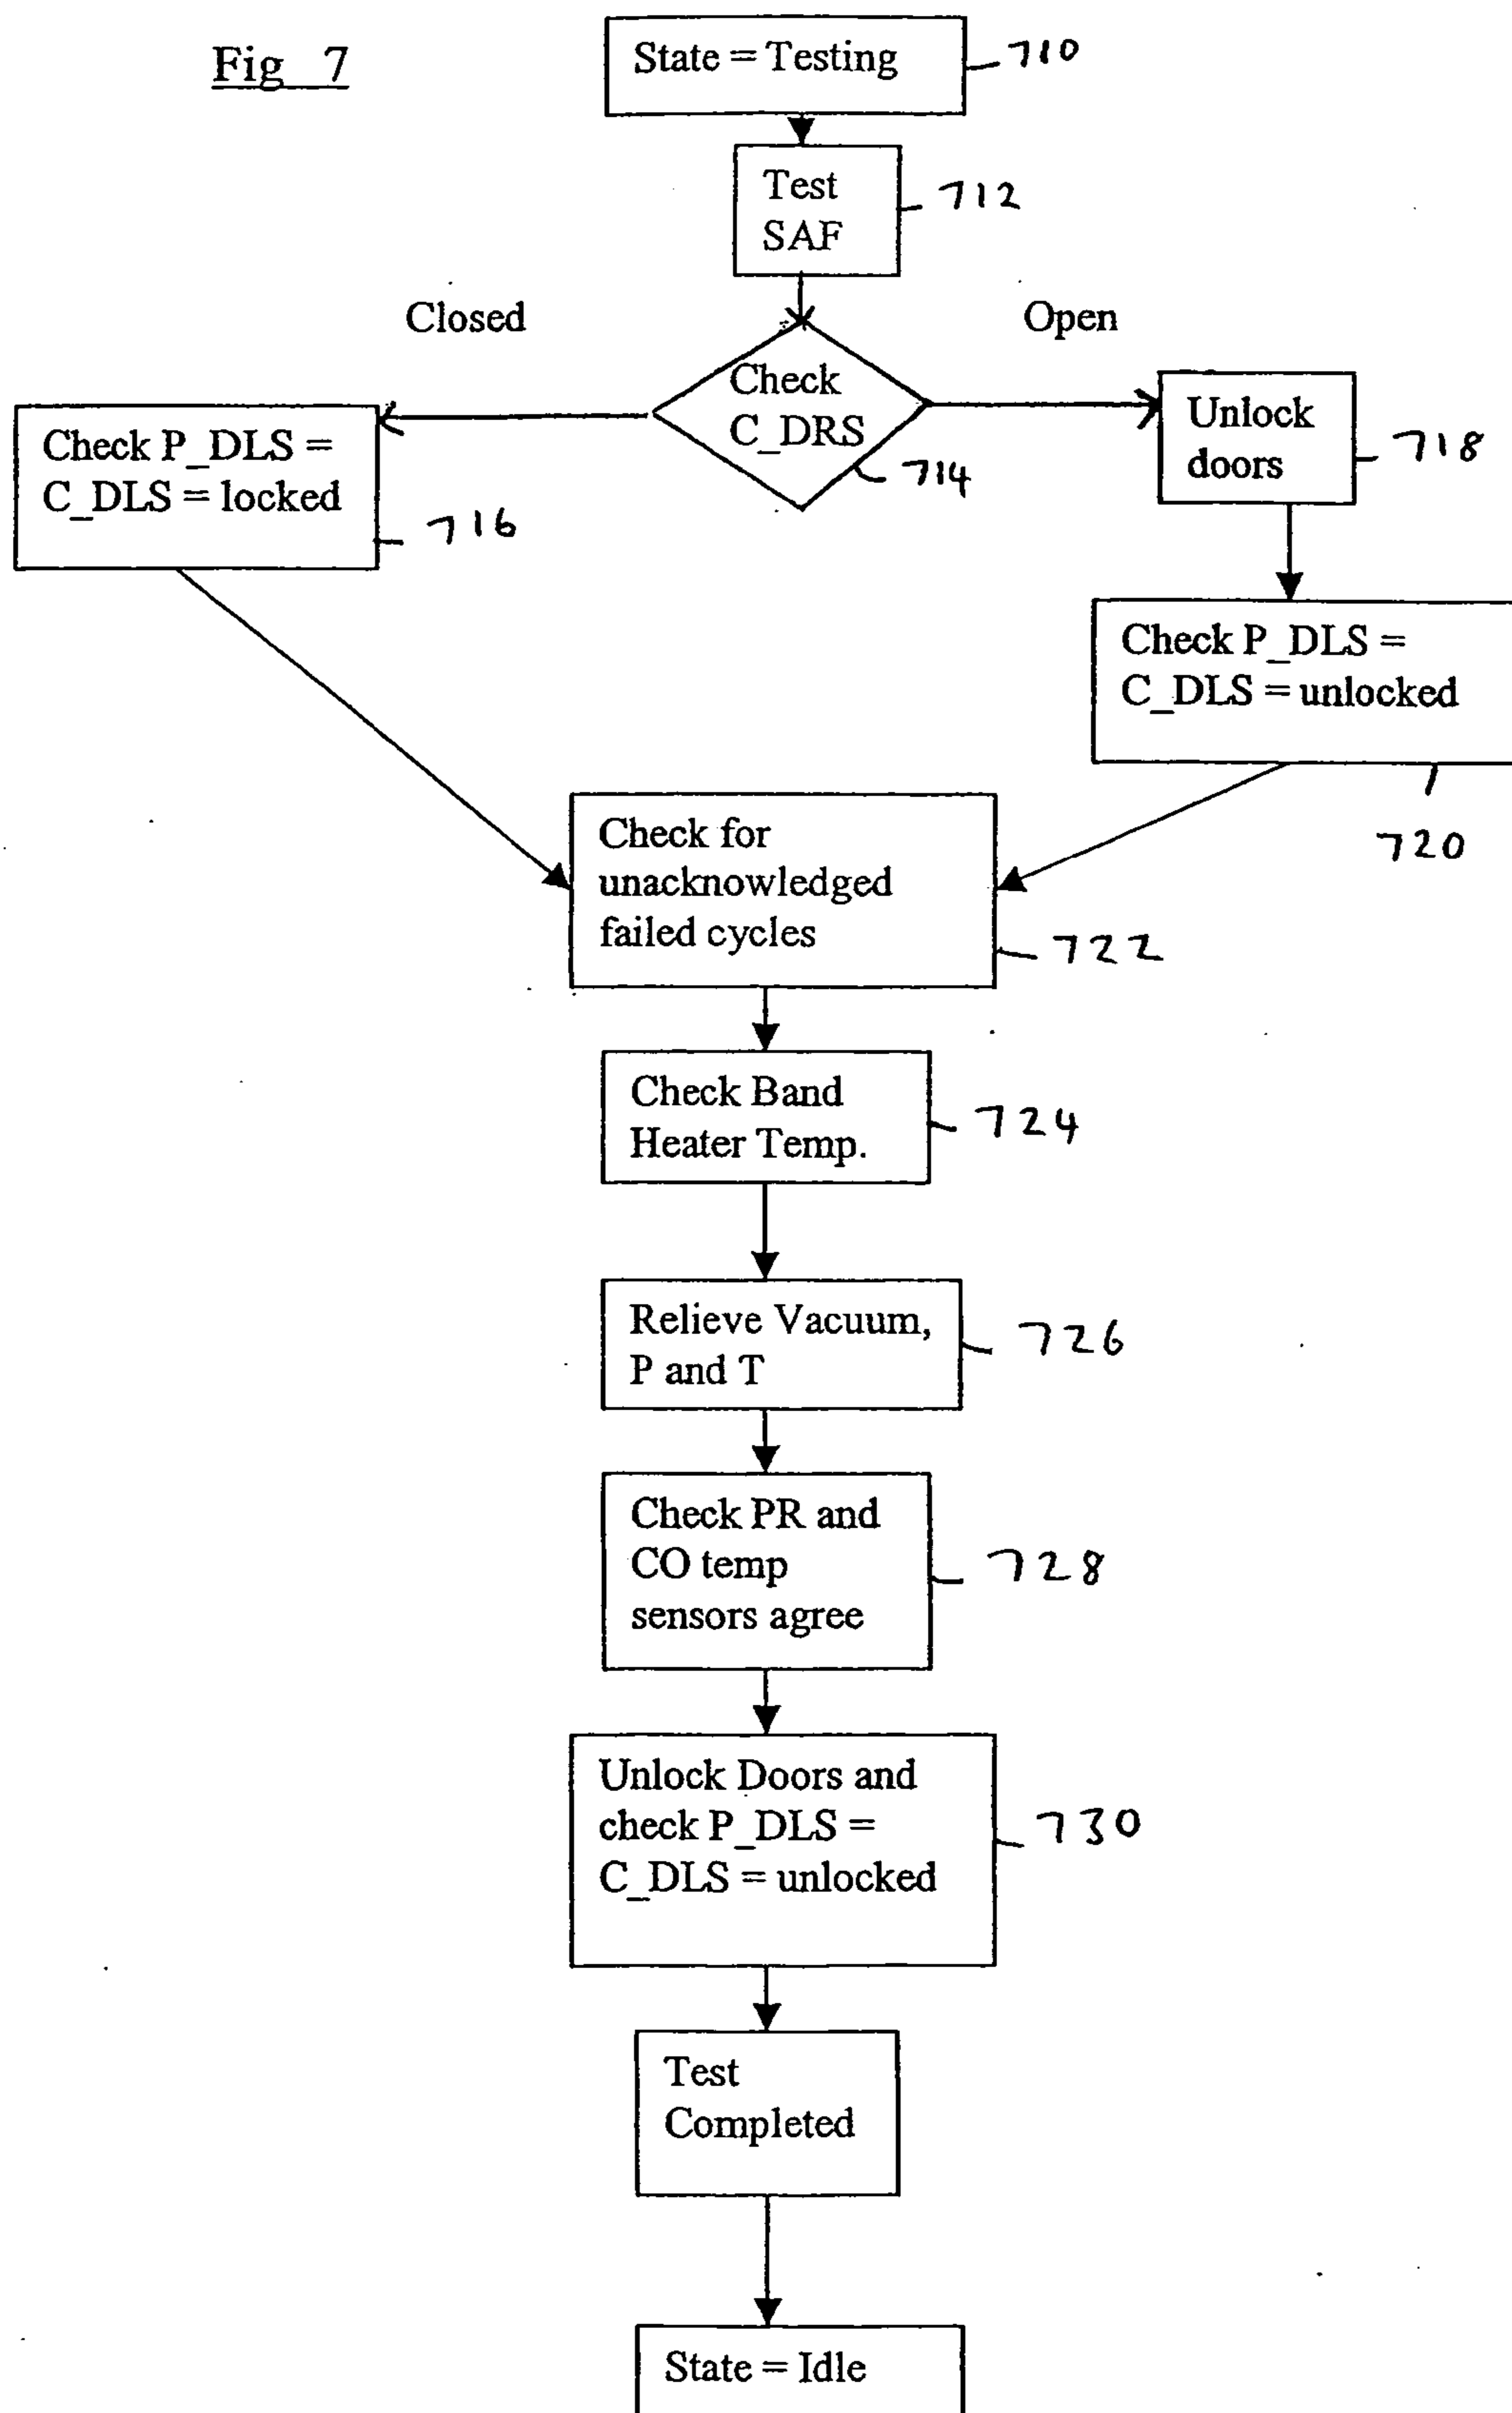 Fig 7
State = Testing
710
Test
SAF
712
Closed
Open
Check
C_DRS
714
Check P_DLS =
C_DLS = locked
716
Unlock
doors
718
Check P_DLS =
C_DLS = unlocked
720
Check for
unacknowledged
failed cycles
722
Check Band
Heater Temp.
724
Relieve Vacuum,
P and T
726
Check PR and
CO temp
sensors agree
728
Unlock Doors and
check P_DLS =
C_DLS = unlocked
730
Test
Completed
State = Idle